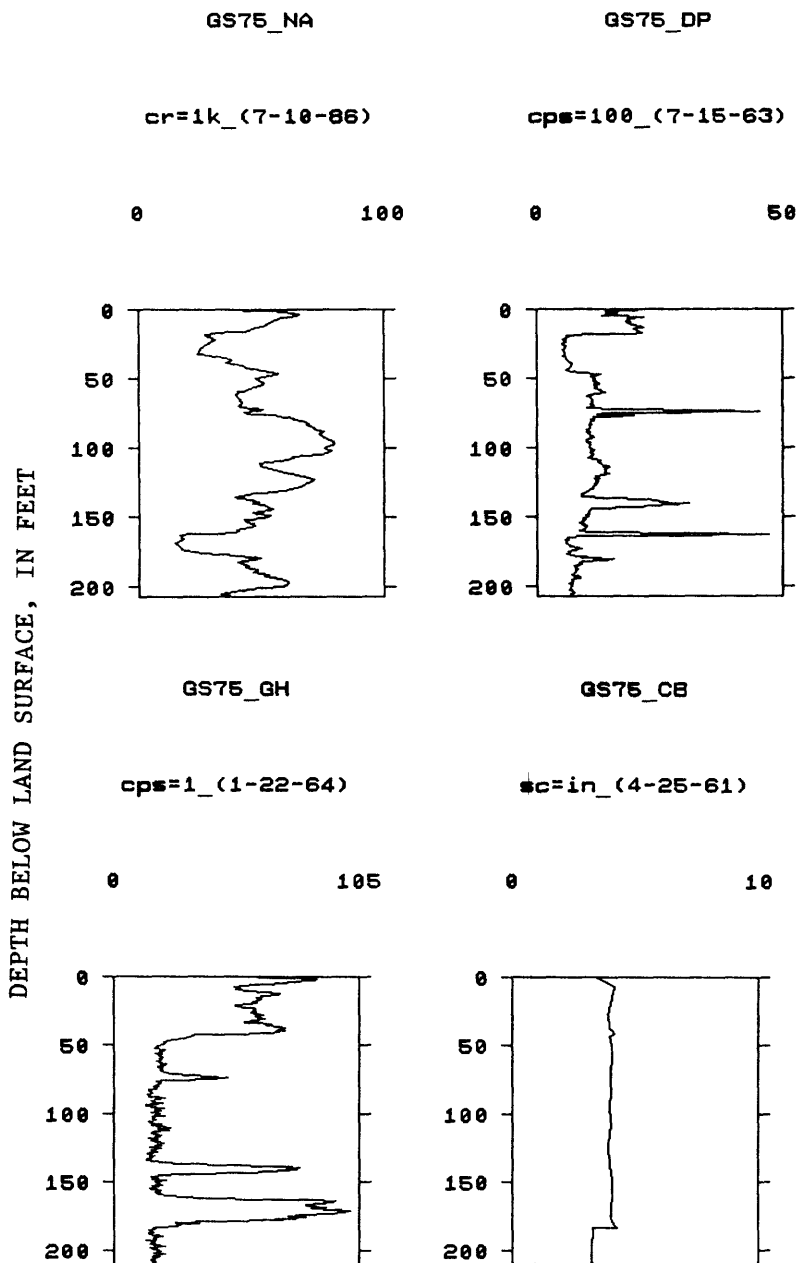 GS75_NA
GS75_DP
cr=1k_(7-10-86)
cps=100_(7-15-63)
0 100
0 50
0
50
100
150
200
0
50
100
150
200
DEPTH BELOW LAND SURFACE, IN FEET
GS75_GH
GS75_CB
cps=1_(1-22-64)
sc=in_(4-25-61)
0 105
0 10
0
50
100
150
200
0
50
100
150
200